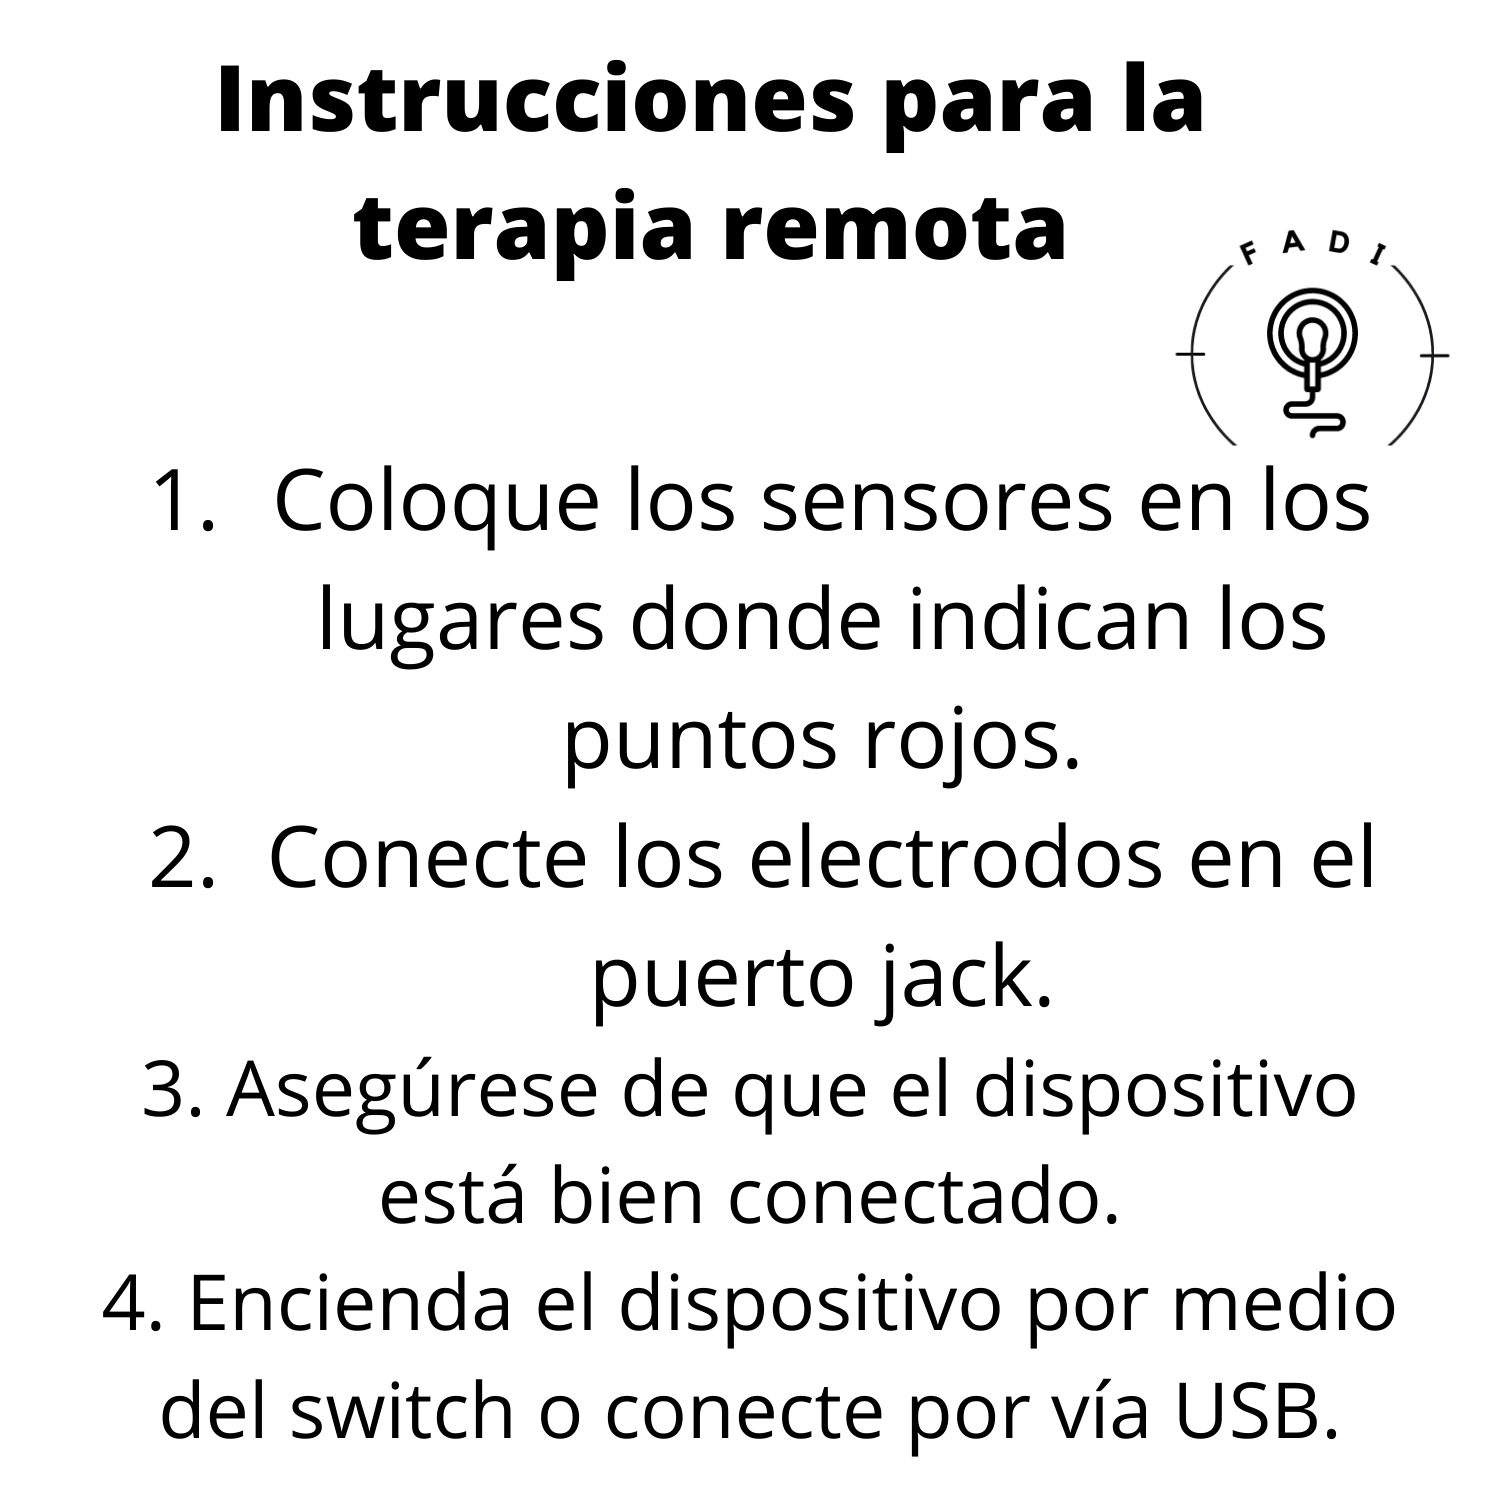 Instrucciones para la
terapia remota
F A D I
1. Coloque los sensores en los
lugares donde indican los
puntos rojos.
2. Conecte los electrodos en el
puerto jack.
3. Asegúrese de que el dispositivo
está bien conectado.
4. Encienda el dispositivo por medio
del switch o conecte por vía USB.